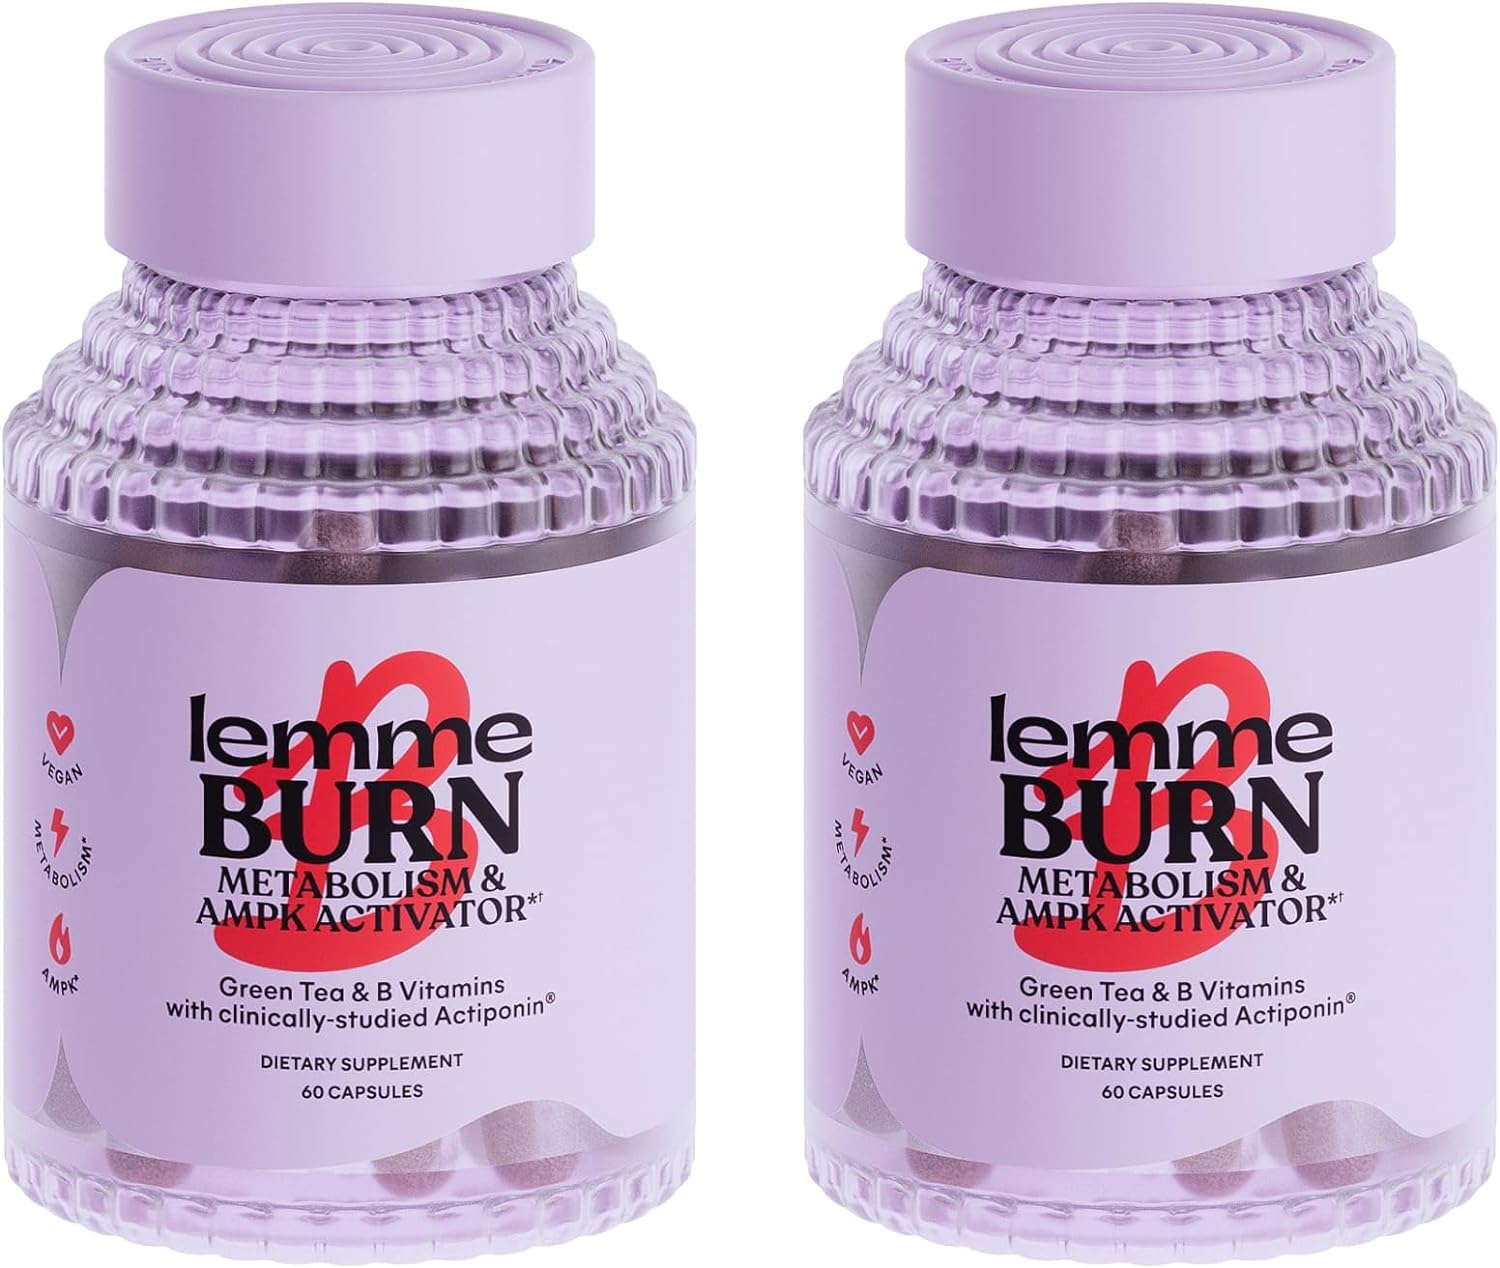 lemme
BURN
METABOLISM &
AMPK ACTIVATOR*†
Green Tea & B Vitamins
with clinically-studied Actiponin®
DIETARY SUPPLEMENT
60 CAPSULES
VEGAN
METABOLISM*
AMPK*
lemme
BURN
METABOLISM &
AMPK ACTIVATOR*†
Green Tea & B Vitamins
with clinically-studied Actiponin®
DIETARY SUPPLEMENT
60 CAPSULES
VEGAN
METABOLISM*
AMPK*